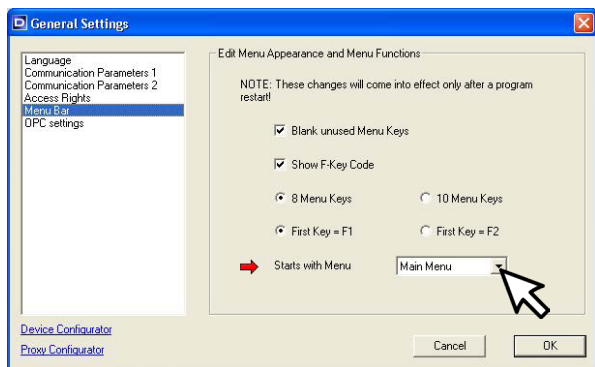 General Settings
Language
Communication Parameters 1
Communication Parameters 2
Access Rights
Menu Bar
OPC settings
Edit Menu Appearance and Menu Functions
NOTE: These changes will come into effect only after a program
restart!
Blank unused Menu Keys
Show F-Key Code
8 Menu Keys
10 Menu Keys
First Key = F1
First Key = F2
Starts with Menu
Main Menu
Device Configurator
Proxy Configurator
Cancel
OK